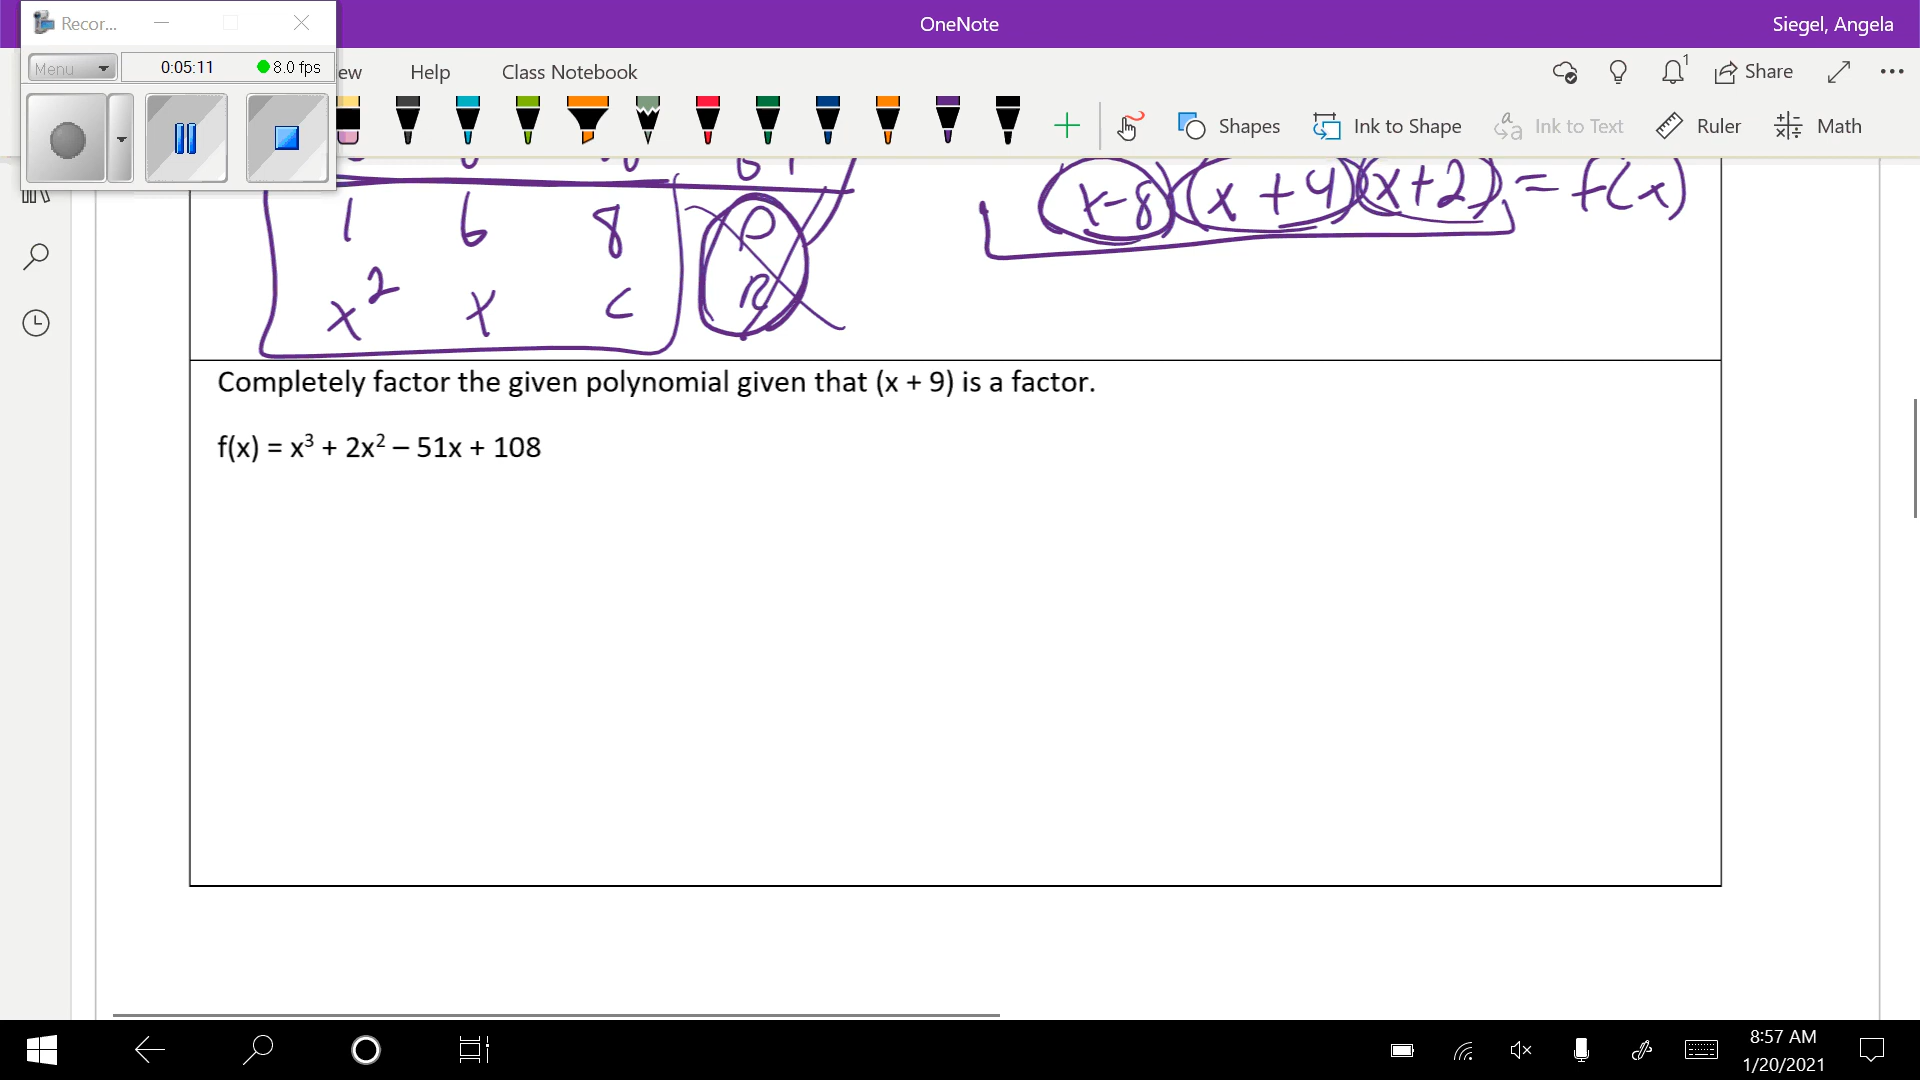 Recor...
OneNote
Siegel, Angela
Menu
0:05:11
8.0 fps
ew
Help
Class Notebook
1
Share
Shapes
Ink to Shape
Ink to Text
Ruler
Math
(x-8)(x+4)(x+2) = f(x)
1 6 8 0
x² x c R
Completely factor the given polynomial given that (x + 9) is a factor.
f(x) = x³ + 2x² – 51x + 108
8:57 AM
1/20/2021